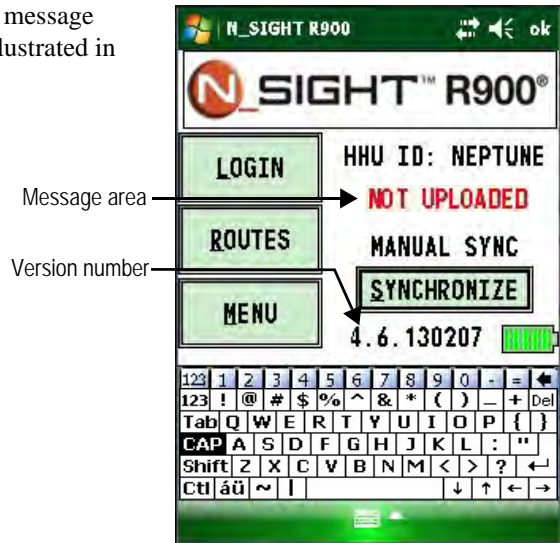 message
lustrated in
N_SIGHT R900
ok
N_SIGHT™ R900®
LOGIN
HHU ID: NEPTUNE
Message area
NOT UPLOADED
ROUTES
MANUAL SYNC
Version number
SYNCHRONIZE
MENU
4.6.130207
123 1 2 3 4 5 6 7 8 9 0 - =
123 ! @ # $ % ^ & * ( ) _ + Del
Tab Q W E R T Y U I O P { }
CAP A S D F G H J K L : "
Shift Z X C V B N M < > ?
Ctl áü ~ | ↓ ↑ ← →